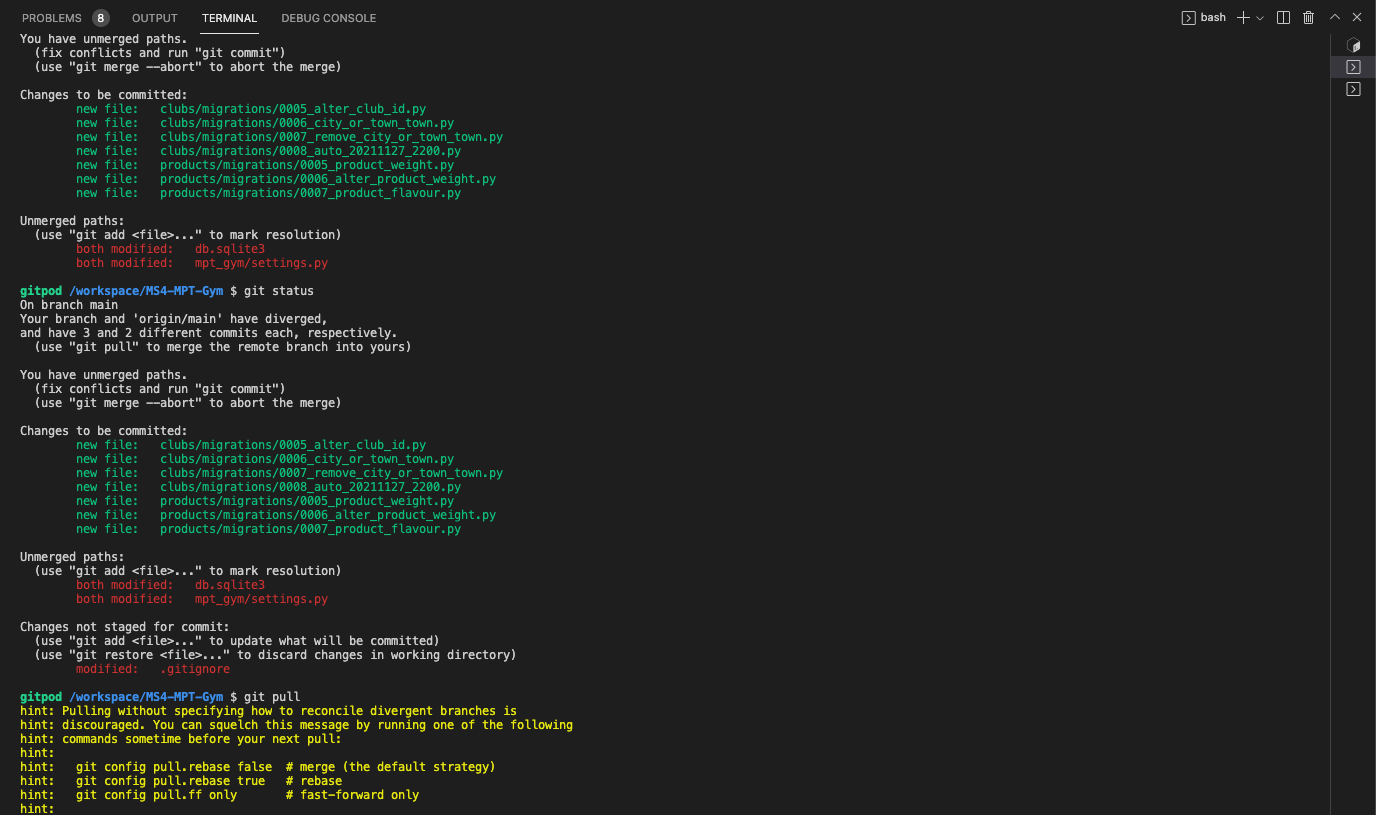 PROBLEMS 8 OUTPUT TERMINAL DEBUG CONSOLE bash
You have unmerged paths.
  (fix conflicts and run "git commit")
  (use "git merge --abort" to abort the merge)

Changes to be committed:
        new file:   clubs/migrations/0005_alter_club_id.py
        new file:   clubs/migrations/0006_city_or_town_town.py
        new file:   clubs/migrations/0007_remove_city_or_town_town.py
        new file:   clubs/migrations/0008_auto_20211127_2200.py
        new file:   products/migrations/0005_product_weight.py
        new file:   products/migrations/0006_alter_product_weight.py
        new file:   products/migrations/0007_product_flavour.py

Unmerged paths:
  (use "git add <file>..." to mark resolution)
        both modified:   db.sqlite3
        both modified:   mpt_gym/settings.py

gitpod /workspace/MS4-MPT-Gym $ git status
On branch main
Your branch and 'origin/main' have diverged,
and have 3 and 2 different commits each, respectively.
  (use "git pull" to merge the remote branch into yours)

You have unmerged paths.
  (fix conflicts and run "git commit")
  (use "git merge --abort" to abort the merge)

Changes to be committed:
        new file:   clubs/migrations/0005_alter_club_id.py
        new file:   clubs/migrations/0006_city_or_town_town.py
        new file:   clubs/migrations/0007_remove_city_or_town_town.py
        new file:   clubs/migrations/0008_auto_20211127_2200.py
        new file:   products/migrations/0005_product_weight.py
        new file:   products/migrations/0006_alter_product_weight.py
        new file:   products/migrations/0007_product_flavour.py

Unmerged paths:
  (use "git add <file>..." to mark resolution)
        both modified:   db.sqlite3
        both modified:   mpt_gym/settings.py

Changes not staged for commit:
  (use "git add <file>..." to update what will be committed)
  (use "git restore <file>..." to discard changes in working directory)
        modified:   .gitignore

gitpod /workspace/MS4-MPT-Gym $ git pull
hint: Pulling without specifying how to reconcile divergent branches is
hint: discouraged. You can squelch this message by running one of the following
hint: commands sometime before your next pull:
hint:
hint:   git config pull.rebase false  # merge (the default strategy)
hint:   git config pull.rebase true   # rebase
hint:   git config pull.ff only       # fast-forward only
hint: